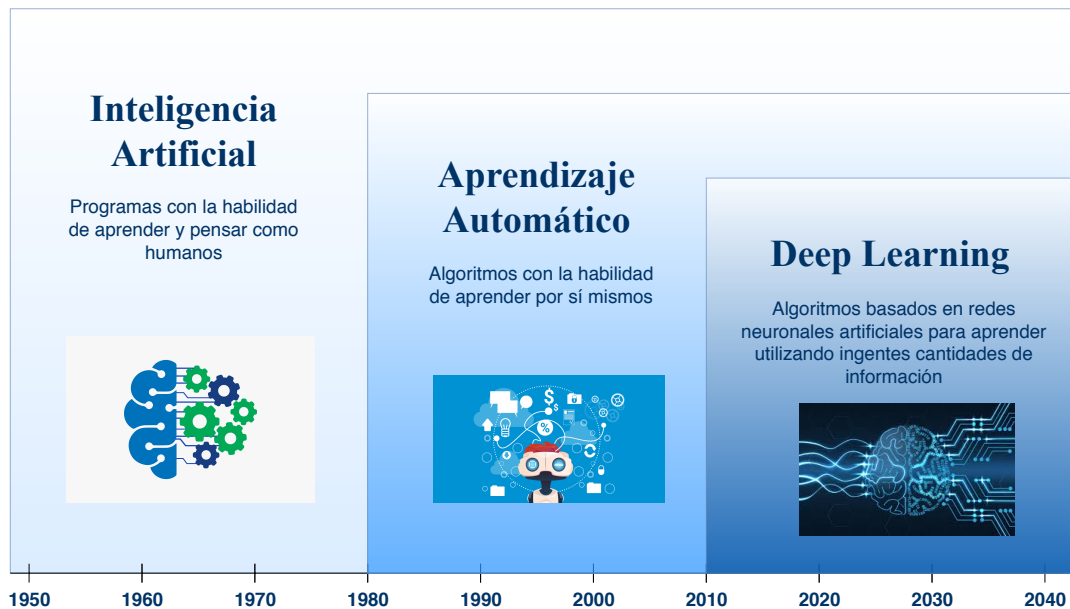 Inteligencia
Artificial
Programas con la habilidad
de aprender y pensar como
humanos
Aprendizaje
Automático
Algoritmos con la habilidad
de aprender por sí mismos
$
$
%
Deep Learning
Algoritmos basados en redes
neuronales artificiales para aprender
utilizando ingentes cantidades de
información
1950 1960 1970 1980 1990 2000 2010 2020 2030 2040